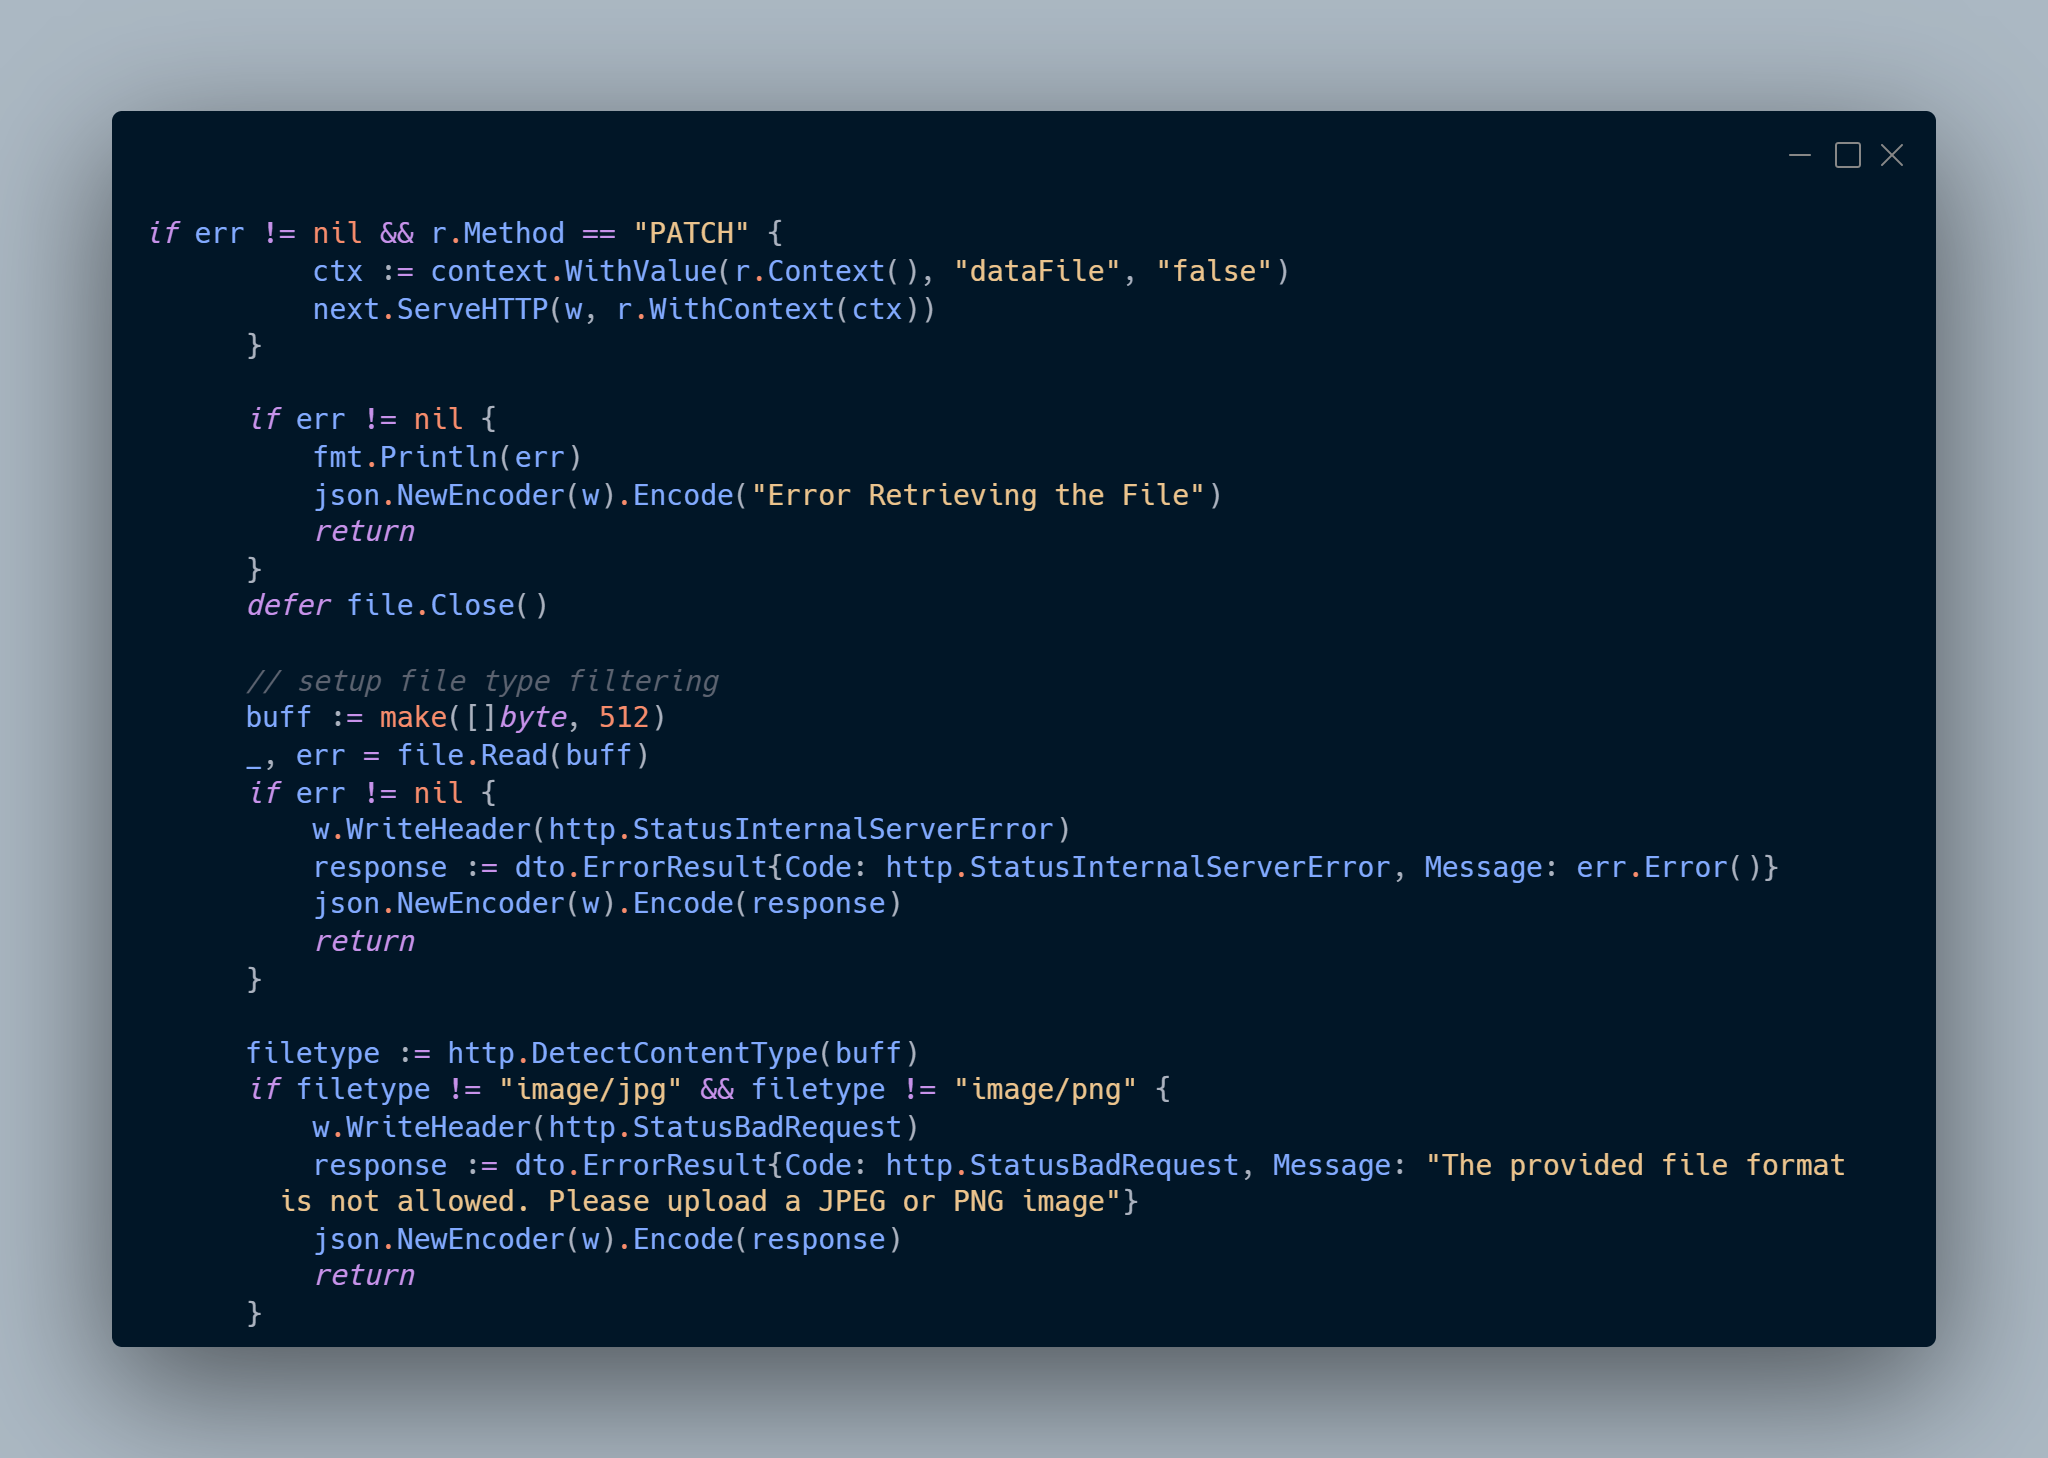 if err != nil && r.Method == "PATCH" {
ctx := context.WithValue(r.Context(), "dataFile", "false")
next.ServeHTTP(w, r.WithContext(ctx))
}
if err != nil {
fmt.Println(err)
json.NewEncoder(w).Encode("Error Retrieving the File")
return
}
defer file.Close()
// setup file type filtering
buff := make([]byte, 512)
_, err = file.Read(buff)
if err != nil {
w.WriteHeader(http.StatusInternalServerError)
response := dto.ErrorResult{Code: http.StatusInternalServerError, Message: err.Error()}
json.NewEncoder(w).Encode(response)
return
}
filetype := http.DetectContentType(buff)
if filetype != "image/jpg" && filetype != "image/png" {
w.WriteHeader(http.StatusBadRequest)
response := dto.ErrorResult{Code: http.StatusBadRequest, Message: "The provided file format
is not allowed. Please upload a JPEG or PNG image"}
json.NewEncoder(w).Encode(response)
return
}